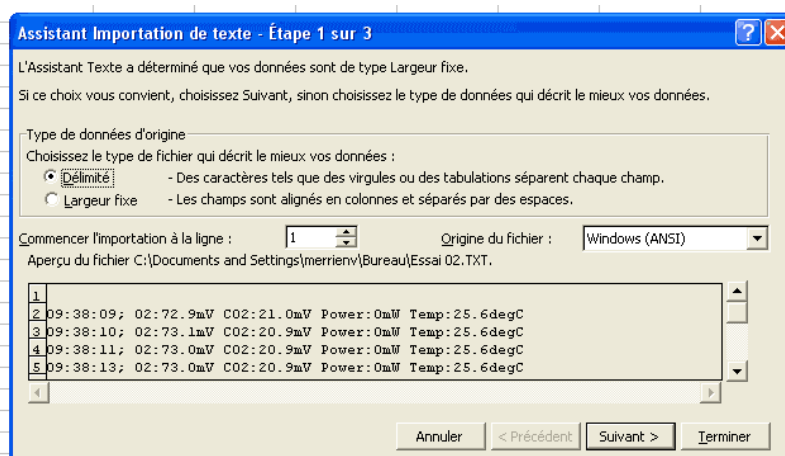 Assistant Importation de texte - Étape 1 sur 3
L'Assistant Texte a déterminé que vos données sont de type Largeur fixe.
Si ce choix vous convient, choisissez Suivant, sinon choisissez le type de données qui décrit le mieux vos données.
Type de données d'origine
Choisissez le type de fichier qui décrit le mieux vos données :
Délimité - Des caractères tels que des virgules ou des tabulations séparent chaque champ.
Largeur fixe - Les champs sont alignés en colonnes et séparés par des espaces.
Commencer l'importation à la ligne : 1 Origine du fichier : Windows (ANSI)
Aperçu du fichier C:\Documents and Settings\merrienv\Bureau\Essai 02.TXT.
1
2 09:38:09; O2:72.9mV CO2:21.0mV Power:0mW Temp:25.6degC
3 09:38:10; O2:73.1mV CO2:20.9mV Power:0mW Temp:25.6degC
4 09:38:11; O2:73.0mV CO2:20.9mV Power:0mW Temp:25.6degC
5 09:38:13; O2:73.0mV CO2:20.9mV Power:0mW Temp:25.6degC
Annuler < Précédent Suivant > Terminer